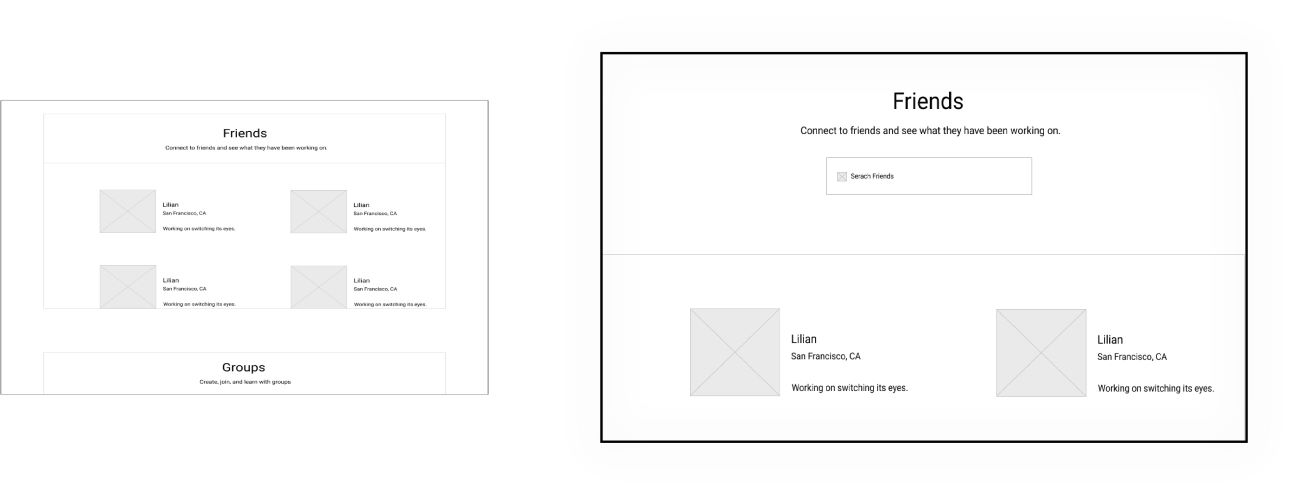 Friends
Connect to friends and see what they have been working on.
Lilian
San Francisco, CA
Working on switching its eyes.
Lilian
San Francisco, CA
Working on switching its eyes.
Lilian
San Francisco, CA
Working on switching its eyes.
Lilian
San Francisco, CA
Working on switching its eyes.
Groups
Create, join, and learn with groups
Friends
Connect to friends and see what they have been working on.
Serach Friends
Lilian
San Francisco, CA
Working on switching its eyes.
Lilian
San Francisco, CA
Working on switching its eyes.